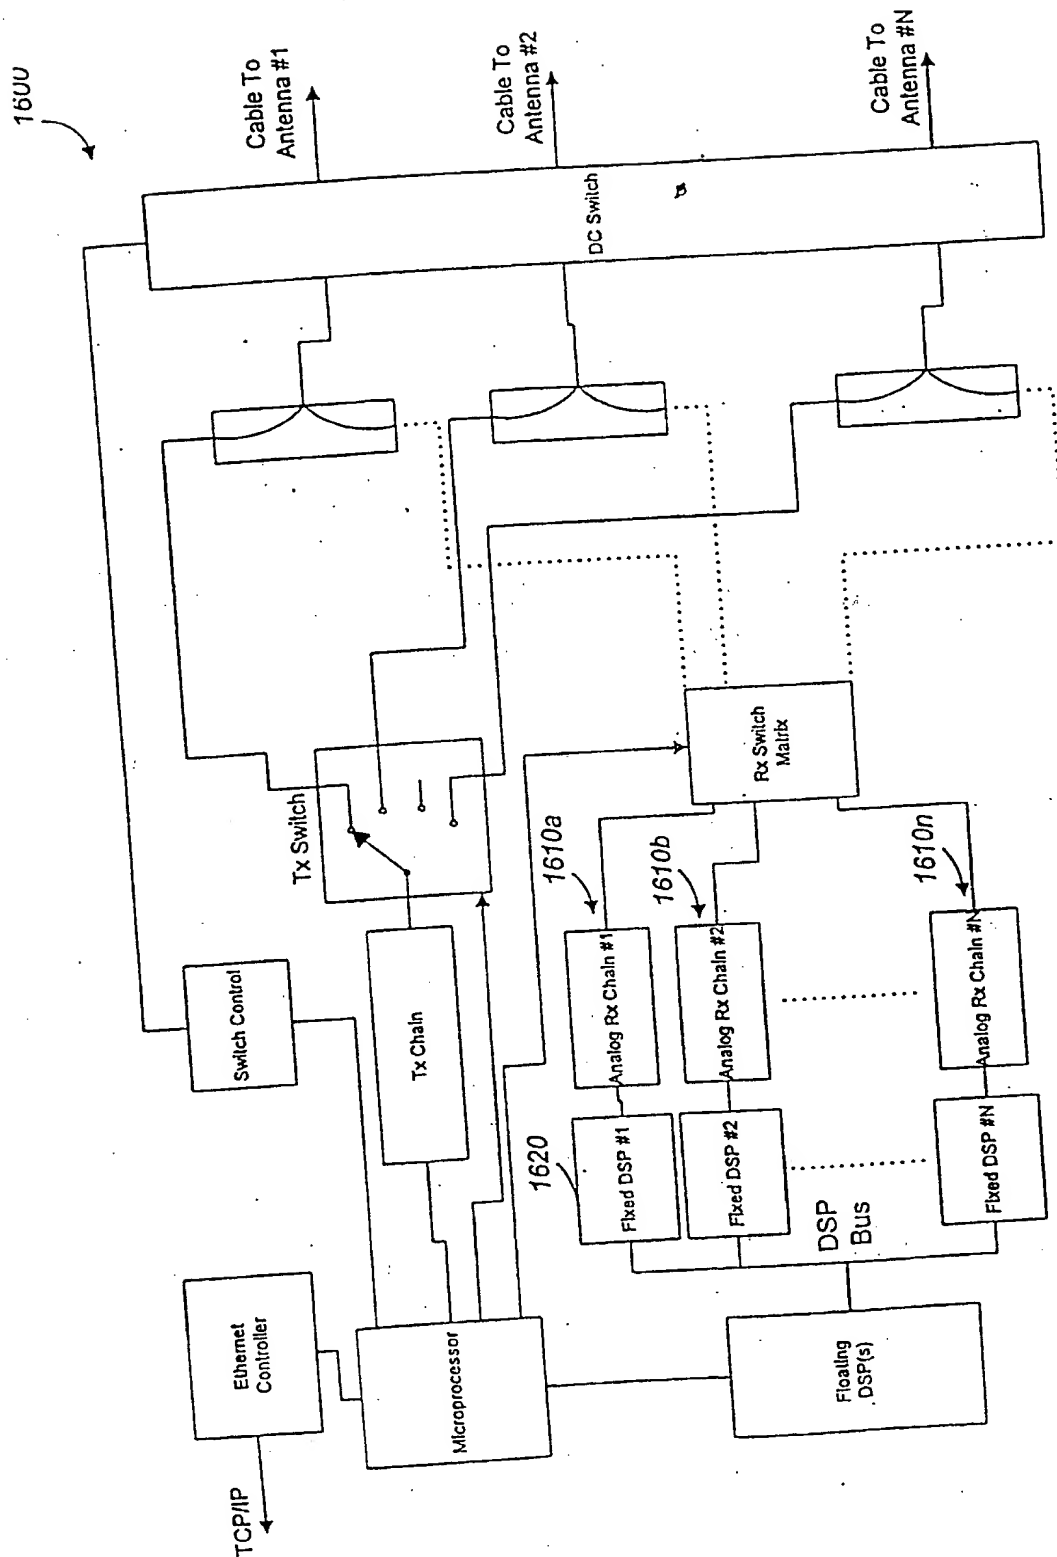 1600
Cable To
Antenna #1
Cable To
Antenna #2
Cable To
Antenna #N
DC Switch
Tx Switch
Switch Control
Tx Chain
Rx Switch
Matrix
1610a
1610b
1610n
Analog Rx Chain #1
Analog Rx Chain #2
Analog Rx Chain #N
1620
Fixed DSP #1
Fixed DSP #2
Fixed DSP #N
DSP
Bus
Ethernet
Controller
Microprocessor
Floating
DSP(s)
TCP/IP